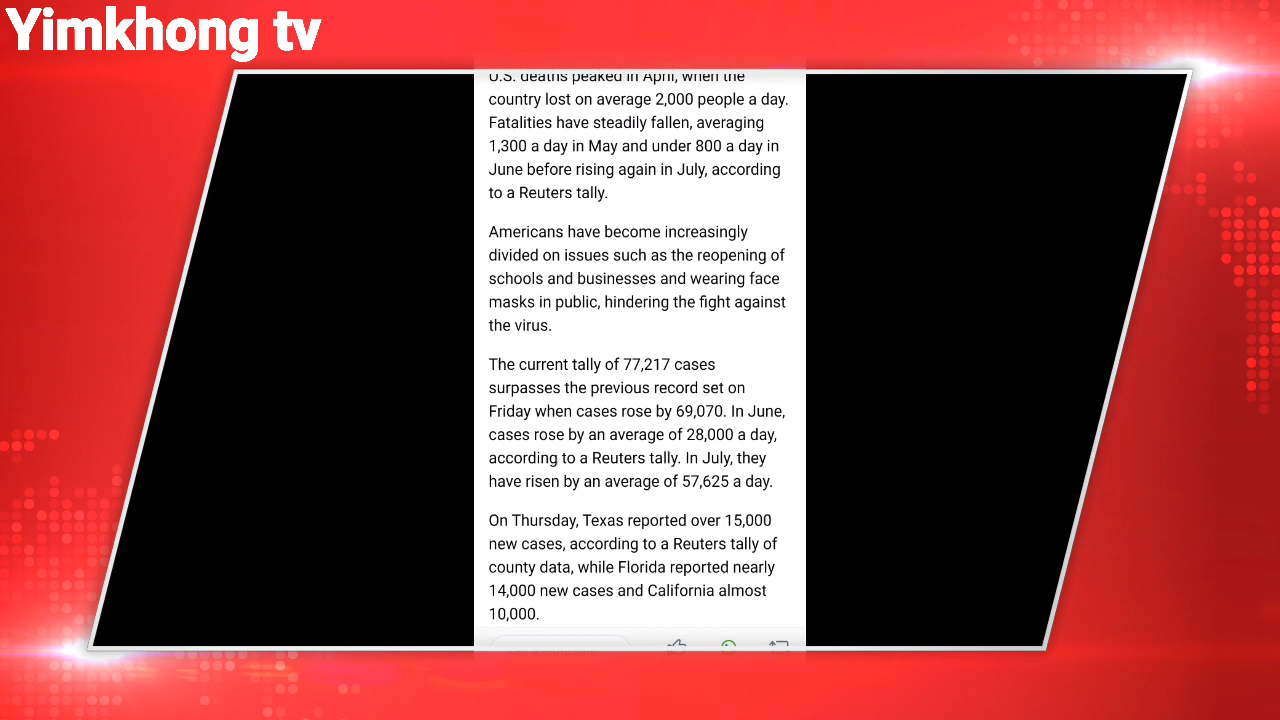 Yimkhong tv
U.S. deaths peaked in April, when the
country lost on average 2,000 people a day.
Fatalities have steadily fallen, averaging
1,300 a day in May and under 800 a day in
June before rising again in July, according
to a Reuters tally.
Americans have become increasingly
divided on issues such as the reopening of
schools and businesses and wearing face
masks in public, hindering the fight against
the virus.
The current tally of 77,217 cases
surpasses the previous record set on
Friday when cases rose by 69,070. In June,
cases rose by an average of 28,000 a day,
according to a Reuters tally. In July, they
have risen by an average of 57,625 a day.
On Thursday, Texas reported over 15,000
new cases, according to a Reuters tally of
county data, while Florida reported nearly
14,000 new cases and California almost
10,000.